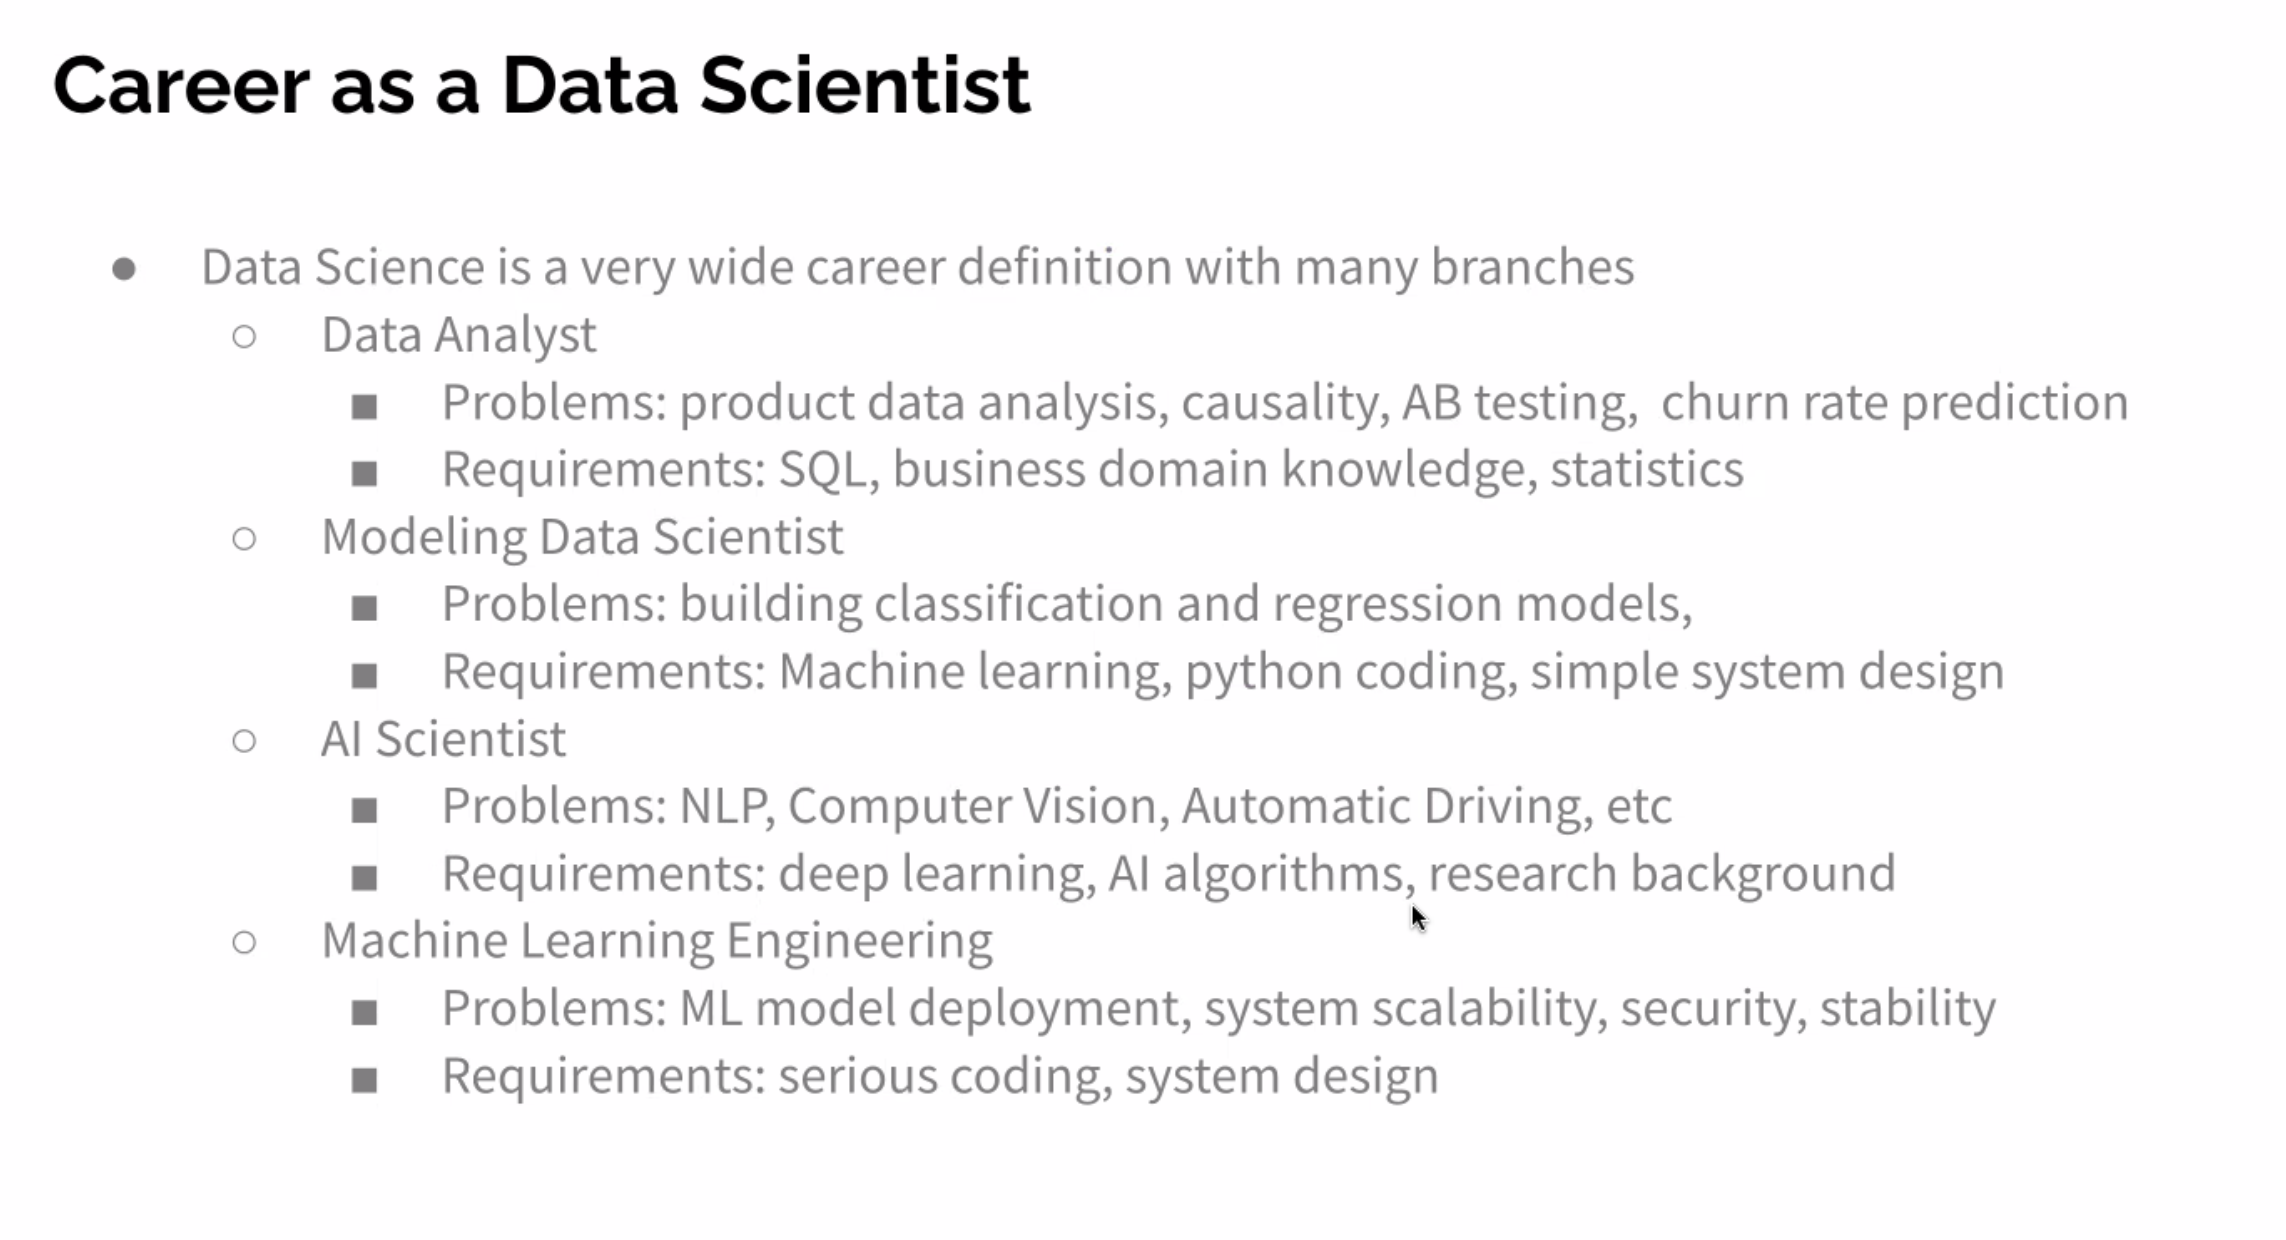 Career as a Data Scientist
● Data Science is a very wide career definition with many branches
○ Data Analyst
■ Problems: product data analysis, causality, AB testing,  churn rate prediction
■ Requirements: SQL, business domain knowledge, statistics
○ Modeling Data Scientist
■ Problems: building classification and regression models,
■ Requirements: Machine learning, python coding, simple system design
○ AI Scientist
■ Problems: NLP, Computer Vision, Automatic Driving, etc
■ Requirements: deep learning, AI algorithms, research background
○ Machine Learning Engineering
■ Problems: ML model deployment, system scalability, security, stability
■ Requirements: serious coding, system design